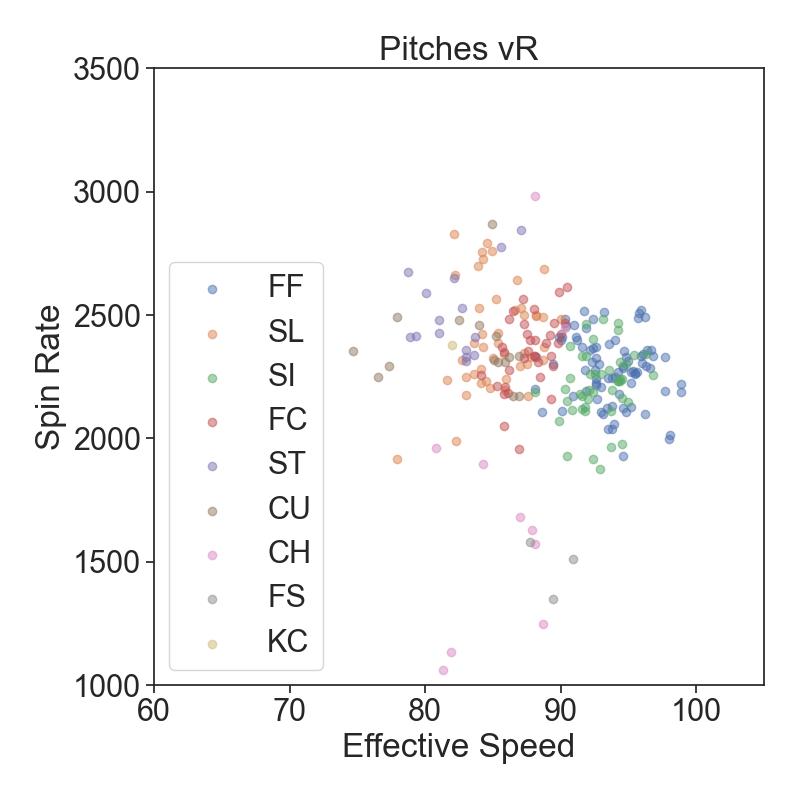 Pitches vR
3500
3000
2500
2000
1500
1000
Spin Rate
FF
SL
SI
FC
ST
CU
CH
FS
KC
60 70 80 90 100
Effective Speed